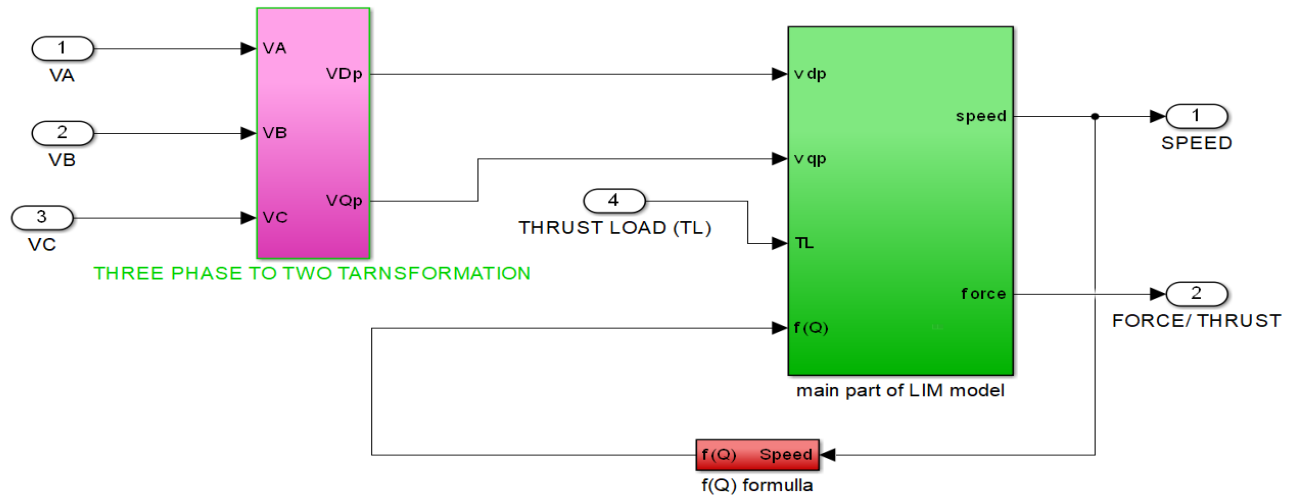 1
VA
2
VB
3
VC
VA
VB
VC
VDp
VQp
THREE PHASE TO TWO TARNSFORMATION
4
THRUST LOAD (TL)
vdp
vqp
TL
f(Q)
speed
force
main part of LIM model
1
SPEED
2
FORCE/ THRUST
f(Q) Speed
f(Q) formulla